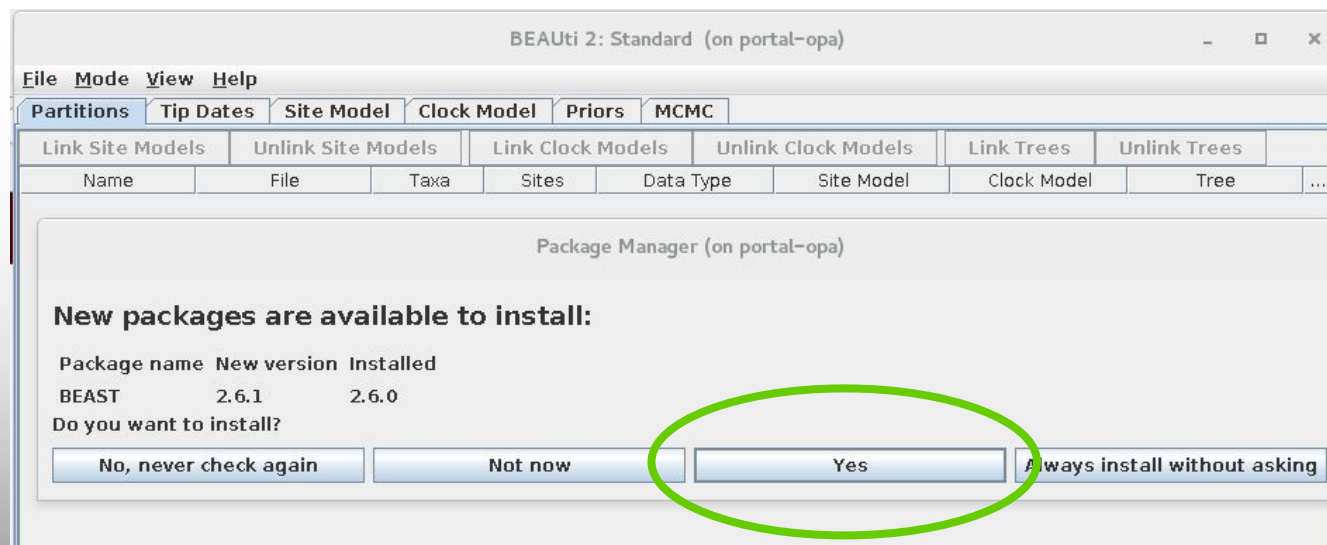 BEAUti 2: Standard (on portal-opa)
File Mode View Help
Partitions Tip Dates Site Model Clock Model Priors MCMC
Link Site Models Unlink Site Models Link Clock Models Unlink Clock Models Link Trees Unlink Trees
Name File Taxa Sites Data Type Site Model Clock Model Tree ...
Package Manager (on portal-opa)
New packages are available to install:
Package name New version Installed
BEAST 2.6.1 2.6.0
Do you want to install?
No, never check again Not now Yes Always install without asking